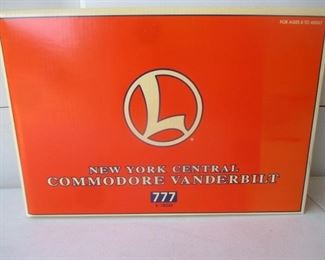 FOR AGES 8 TO ADULT
L
NEW YORK CENTRAL
COMMODORE VANDERBILT
777